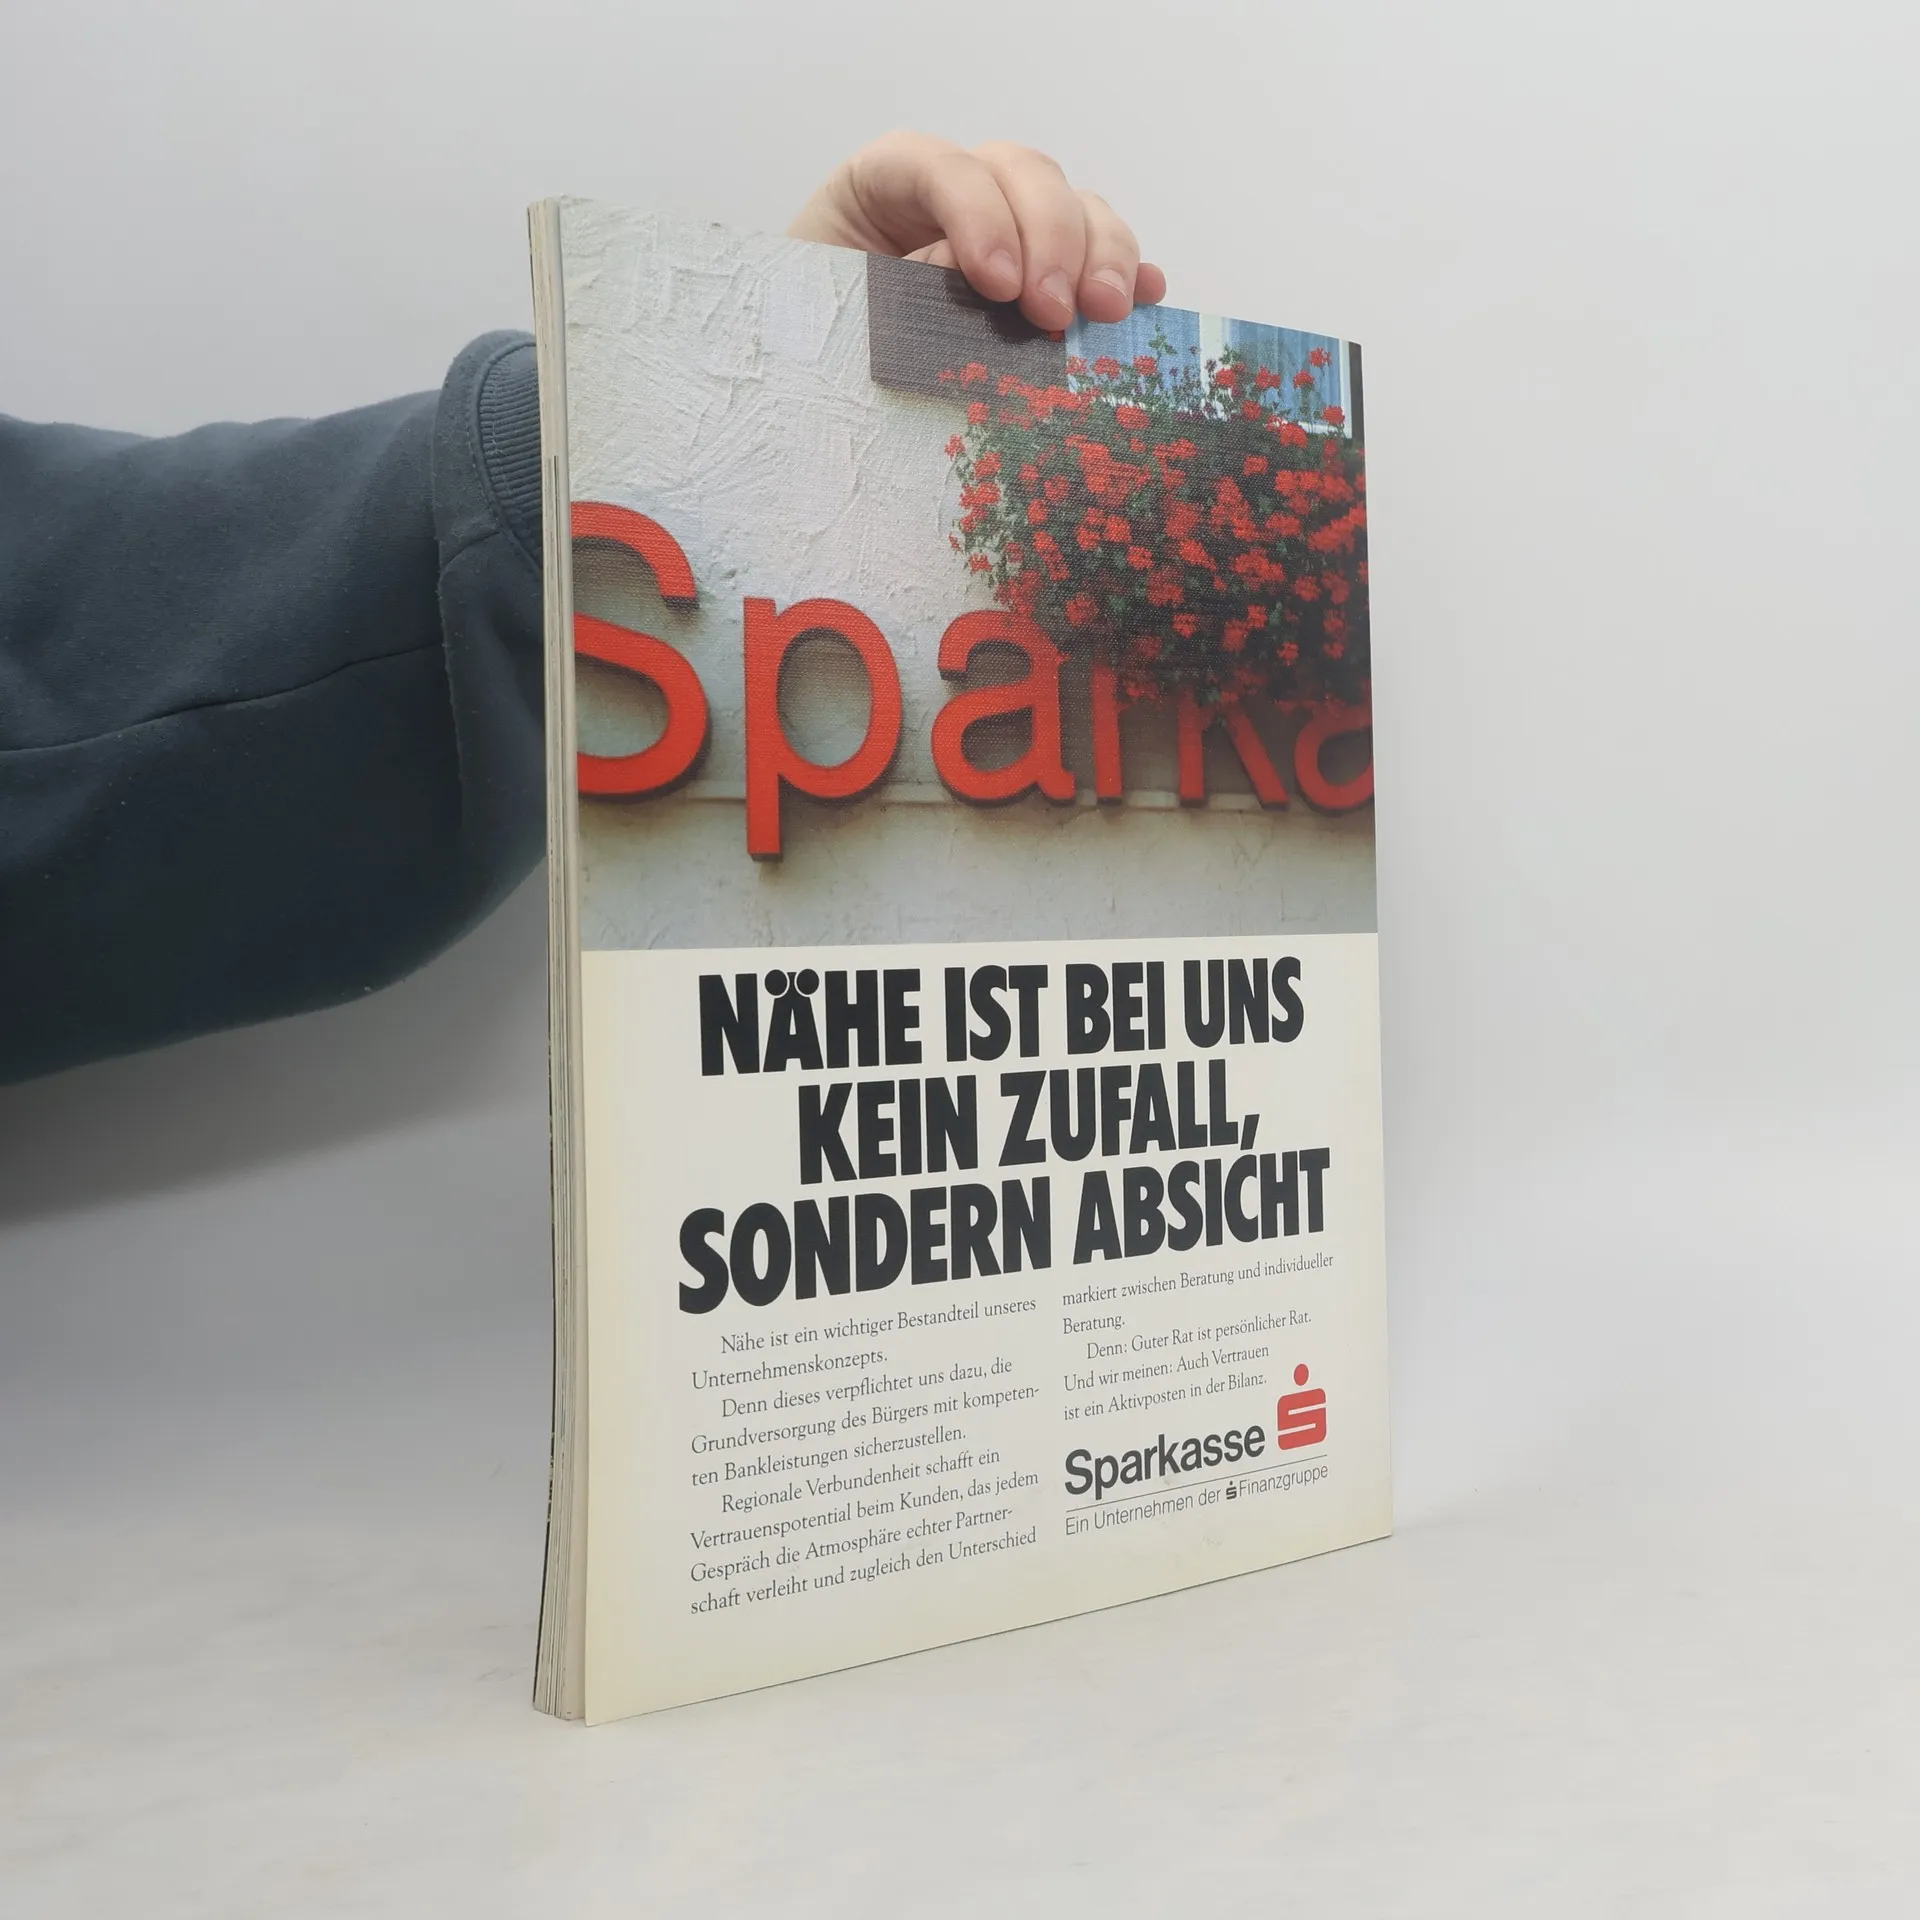 Sparka
NÄHE IST BEI UNS
KEIN ZUFALL,
SONDERN ABSICHT
Nähe ist ein wichtiger Bestandteil unseres
Unternehmenskonzepts.
Denn dieses verpflichtet uns dazu, die
Grundversorgung des Bürgers mit kompeten-
ten Bankleistungen sicherzustellen.
Regionale Verbundenheit schafft ein
Vertrauenspotential beim Kunden, das jedem
Gespräch die Atmosphäre echter Partner-
schaft verleiht und zugleich den Unterschied
markiert zwischen Beratung und individueller
Beratung.
Denn: Guter Rat ist persönlicher Rat.
Und wir meinen: Auch Vertrauen
ist ein Aktivposten in der Bilanz.
Sparkasse
Ein Unternehmen der Finanzgruppe